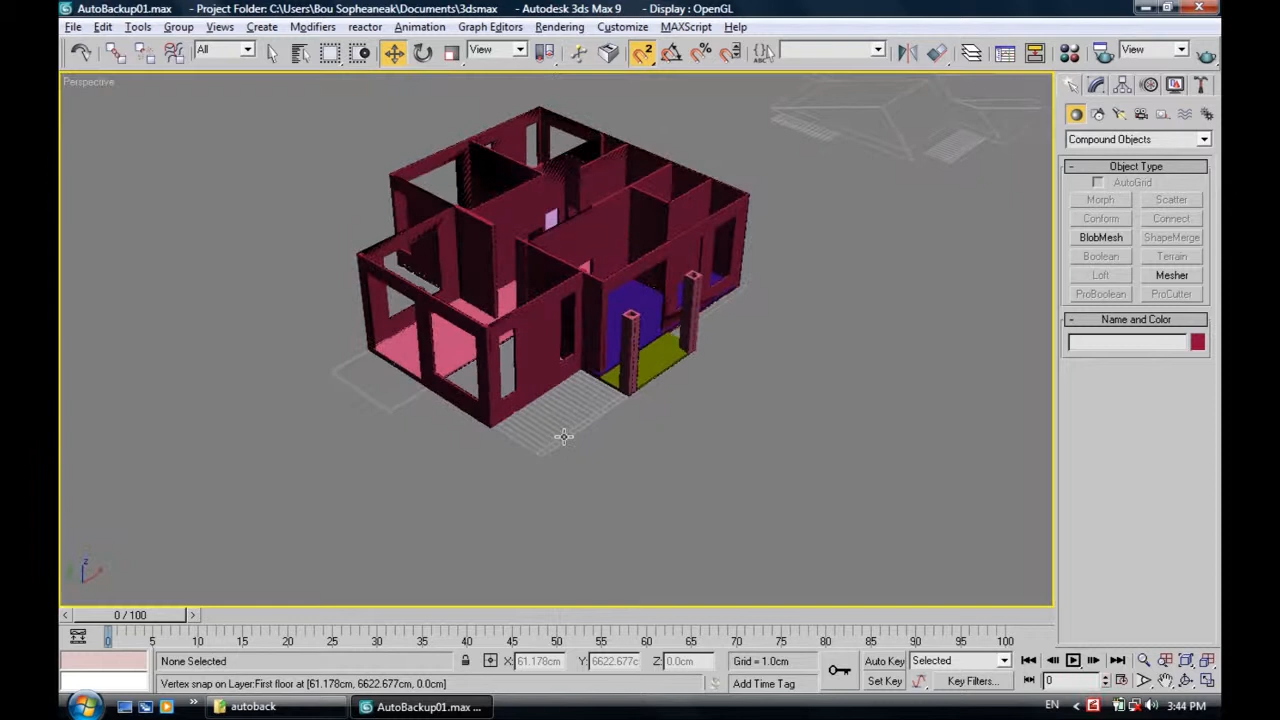 AutoBackup01.max - Project Folder: C:\Users\Bou Sopheaneak\Documents\3dsmax - Autodesk 3ds Max 9 - Display : OpenGL
File Edit Tools Group Views Create Modifiers reactor Animation Graph Editors Rendering Customize MAXScript Help
All View View
Perspective
Compound Objects
- Object Type
AutoGrid
Morph Scatter
Conform Connect
BlobMesh ShapeMerge
Boolean Terrain
Loft Mesher
ProBoolean ProCutter
- Name and Color
z
< 0 / 100 >
0 5 10 15 20 25 30 35 40 45 50 55 60 65 70 75 80 85 90 95 100
None Selected X: 61.178cm Y: 6622.677c Z: 0.0cm Grid = 1.0cm Auto Key Selected
Vertex snap on Layer:First floor at [61.178cm, 6622.677cm, 0.0cm] Add Time Tag Set Key Key Filters... 0
autoback AutoBackup01.max ... EN 3:44 PM